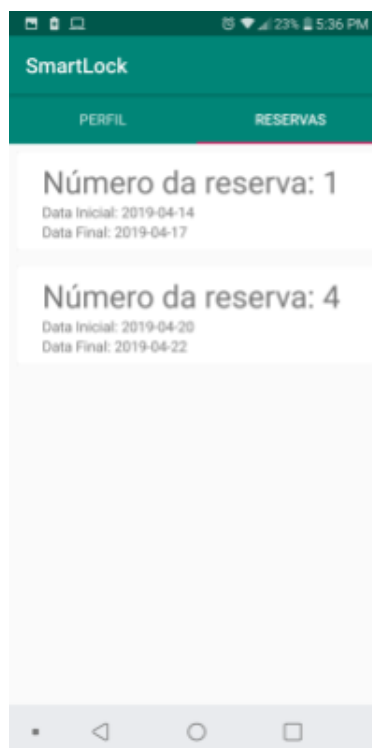 23% 5:36 PM
SmartLock
PERFIL RESERVAS
Número da reserva: 1
Data Inicial: 2019-04-14
Data Final: 2019-04-17
Número da reserva: 4
Data Inicial: 2019-04-20
Data Final: 2019-04-22